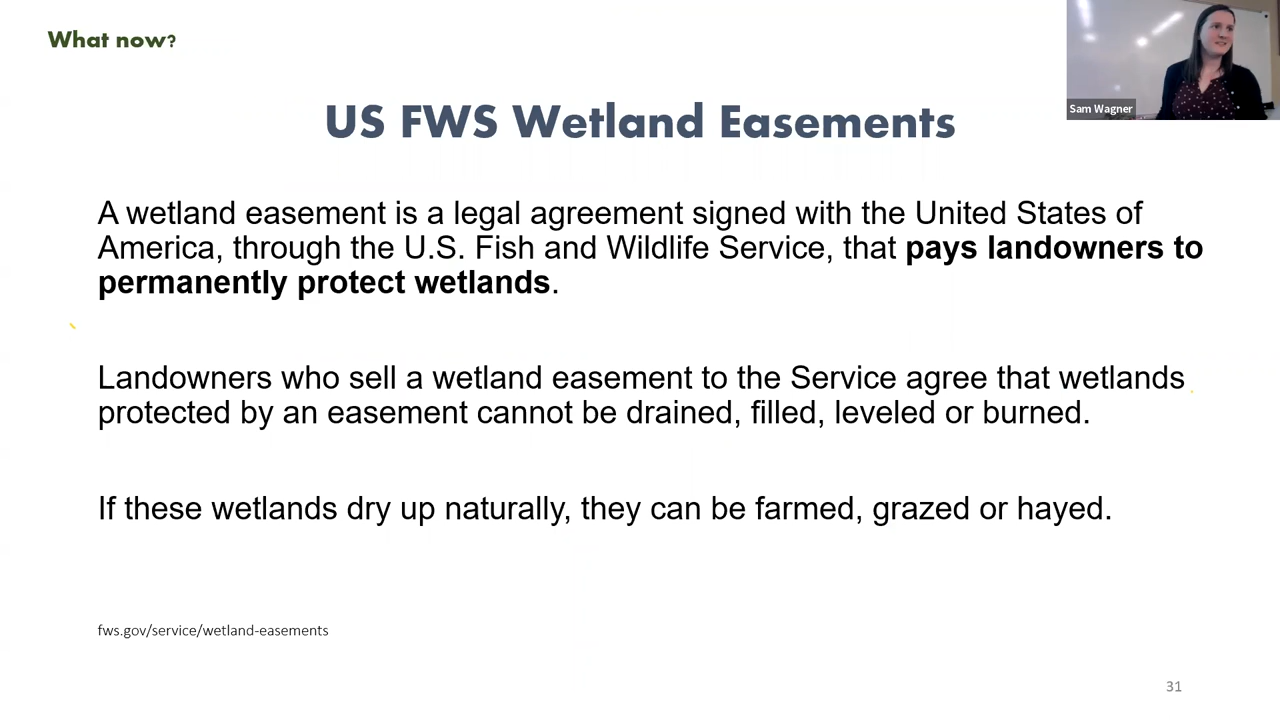 What now?
Sam Wagner
US FWS Wetland Easements
A wetland easement is a legal agreement signed with the United States of
America, through the U.S. Fish and Wildlife Service, that pays landowners to
permanently protect wetlands.
Landowners who sell a wetland easement to the Service agree that wetlands
protected by an easement cannot be drained, filled, leveled or burned.
If these wetlands dry up naturally, they can be farmed, grazed or hayed.
fws.gov/service/wetland-easements
31